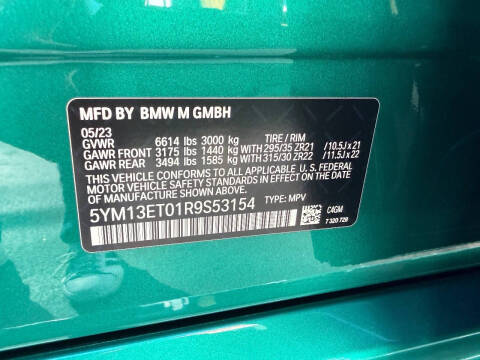 MFD BY BMW M GMBH
05/23
GVWR 6614 lbs 3000 kg TIRE / RIM
GAWR FRONT 3175 lbs 1440 kg WITH 295/35 ZR21 /10.5J x 21
GAWR REAR 3494 lbs 1585 kg WITH 315/30 ZR22 /11.5J x 22
THIS VEHICLE CONFORMS TO ALL APPLICABLE U. S. FEDERAL
MOTOR VEHICLE SAFETY STANDARDS IN EFFECT ON THE DATE
OF MANUFACTURE SHOWN ABOVE.
5YM13ET01R9S53154 TYPE: MPV
C4GM
7 320 728